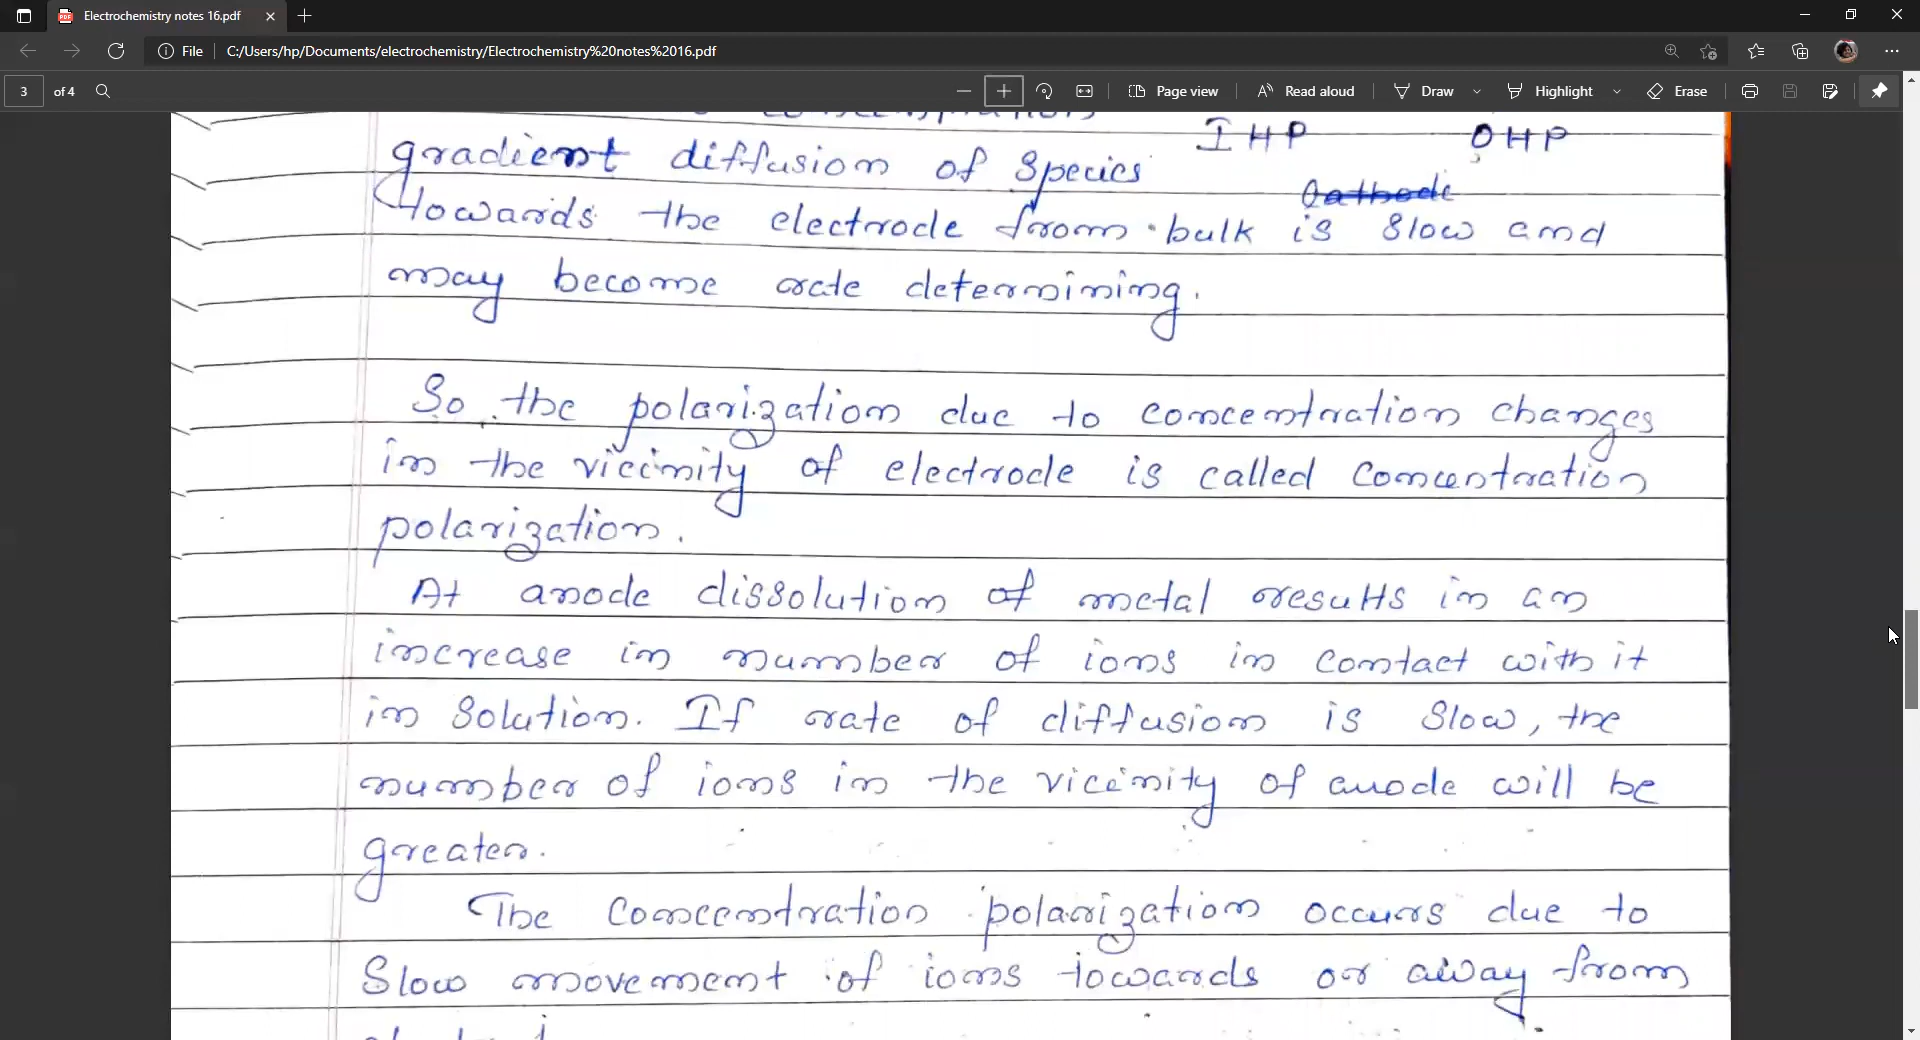 Electrochemistry notes 16.pdf
File
C:/Users/hp/Documents/electrochemistry/Electrochemistry%20notes%2016.pdf
3 of 4
Page view
Read aloud
Draw
Highlight
Erase
IHP OHP
gradient diffusion of Species
Cathode
towards the electrode from bulk is slow and
may become rate determining.
So the polarization due to concentration changes
in the vicinity of electrode is called concentration
polarization.
At anode dissolution of metal results in an
increase in number of ions in contact with it
in solution. If rate of diffusion is slow, the
number of ions in the vicinity of anode will be
greater.
The concentration polarization occurs due to
Slow movement of ions towards or away from